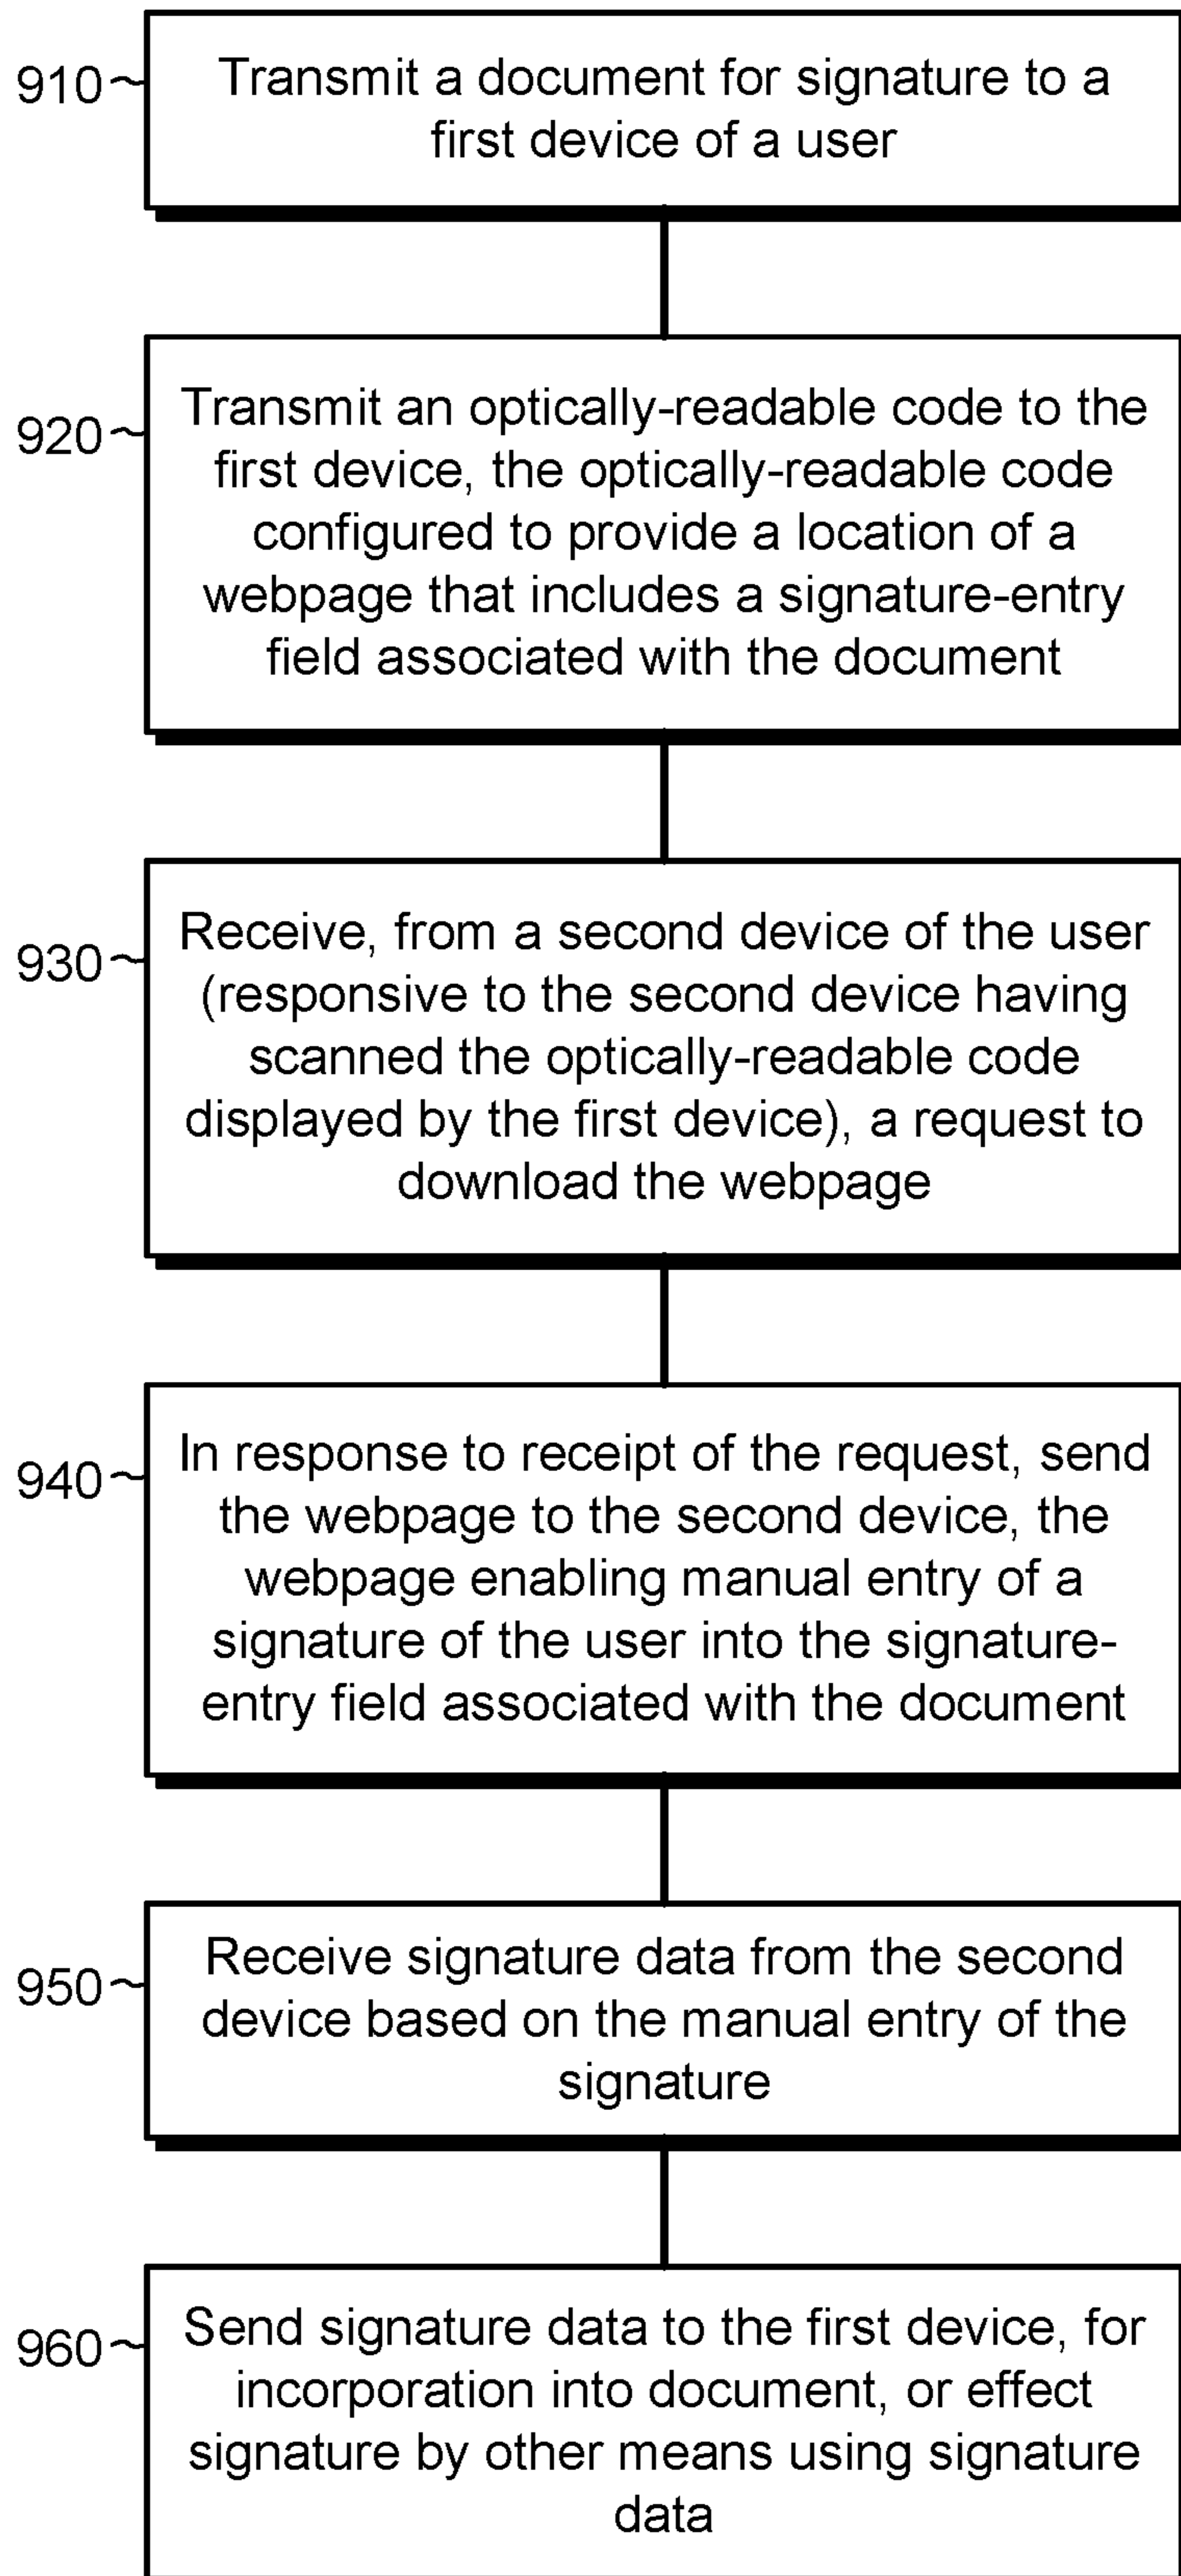 910
Transmit a document for signature to a
first device of a user
920
Transmit an optically-readable code to the
first device, the optically-readable code
configured to provide a location of a
webpage that includes a signature-entry
field associated with the document
930
Receive, from a second device of the user
(responsive to the second device having
scanned the optically-readable code
displayed by the first device), a request to
download the webpage
940
In response to receipt of the request, send
the webpage to the second device, the
webpage enabling manual entry of a
signature of the user into the signature-
entry field associated with the document
950
Receive signature data from the second
device based on the manual entry of the
signature
960
Send signature data to the first device, for
incorporation into document, or effect
signature by other means using signature
data